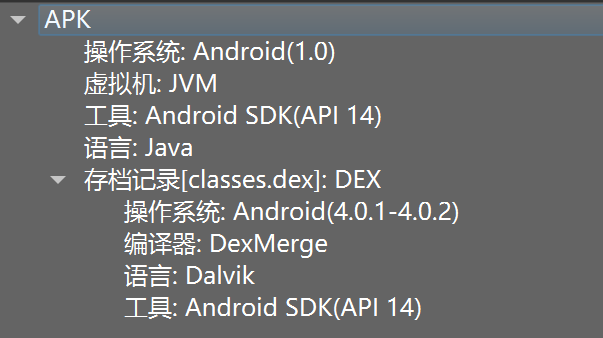 APK
操作系统: Android(1.0)
虚拟机: JVM
工具: Android SDK(API 14)
语言: Java
存档记录[classes.dex]: DEX
操作系统: Android(4.0.1-4.0.2)
编译器: DexMerge
语言: Dalvik
工具: Android SDK(API 14)